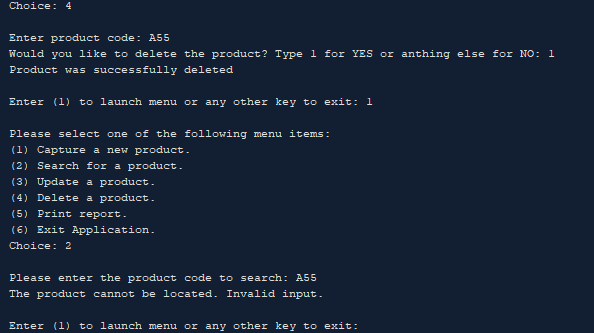 Choice: 4
Enter product code: A55
Would you like to delete the product? Type 1 for YES or anthing else for NO: 1
Product was successfully deleted
Enter (1) to launch menu or any other key to exit: 1
Please select one of the following menu items:
(1) Capture a new product.
(2) Search for a product.
(3) Update a product.
(4) Delete a product.
(5) Print report.
(6) Exit Application.
Choice: 2
Please enter the product code to search: A55
The product cannot be located. Invalid input.
Enter (1) to launch menu or any other key to exit: